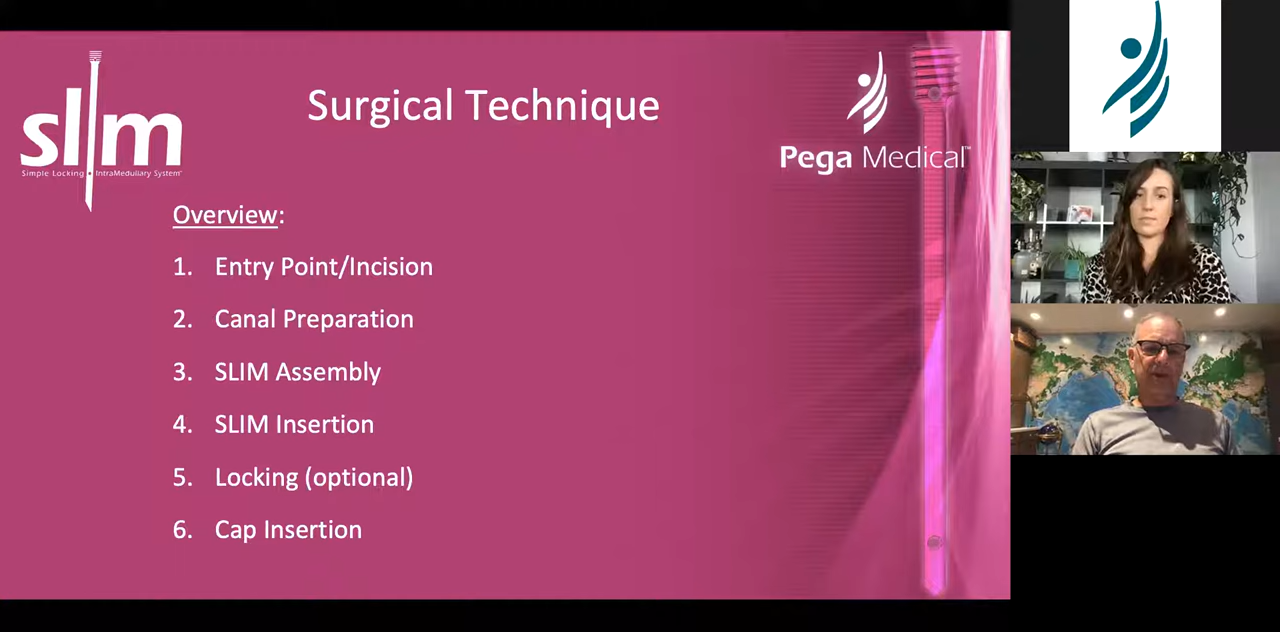 slim
Simple Locking IntraMedullary System
Surgical Technique
Pega Medical™
Overview:
1. Entry Point/Incision
2. Canal Preparation
3. SLIM Assembly
4. SLIM Insertion
5. Locking (optional)
6. Cap Insertion